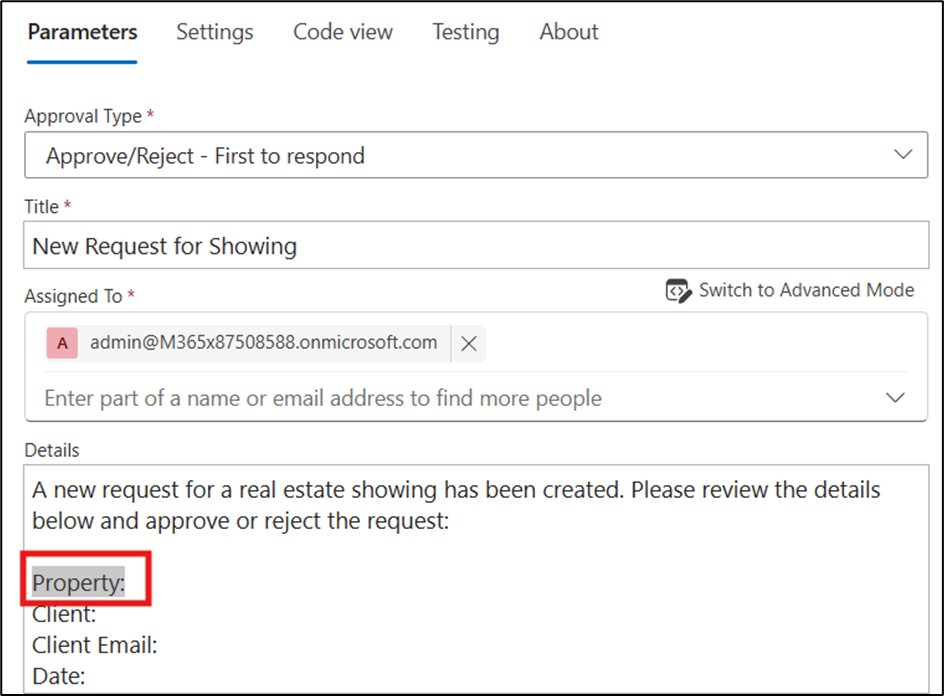 Parameters Settings Code view Testing About
Approval Type *
Approve/Reject - First to respond
Title *
New Request for Showing
Assigned To *
Switch to Advanced Mode
A admin@M365x87508588.onmicrosoft.com
Enter part of a name or email address to find more people
Details
A new request for a real estate showing has been created. Please review the details
below and approve or reject the request:
Property:
Client:
Client Email:
Date: